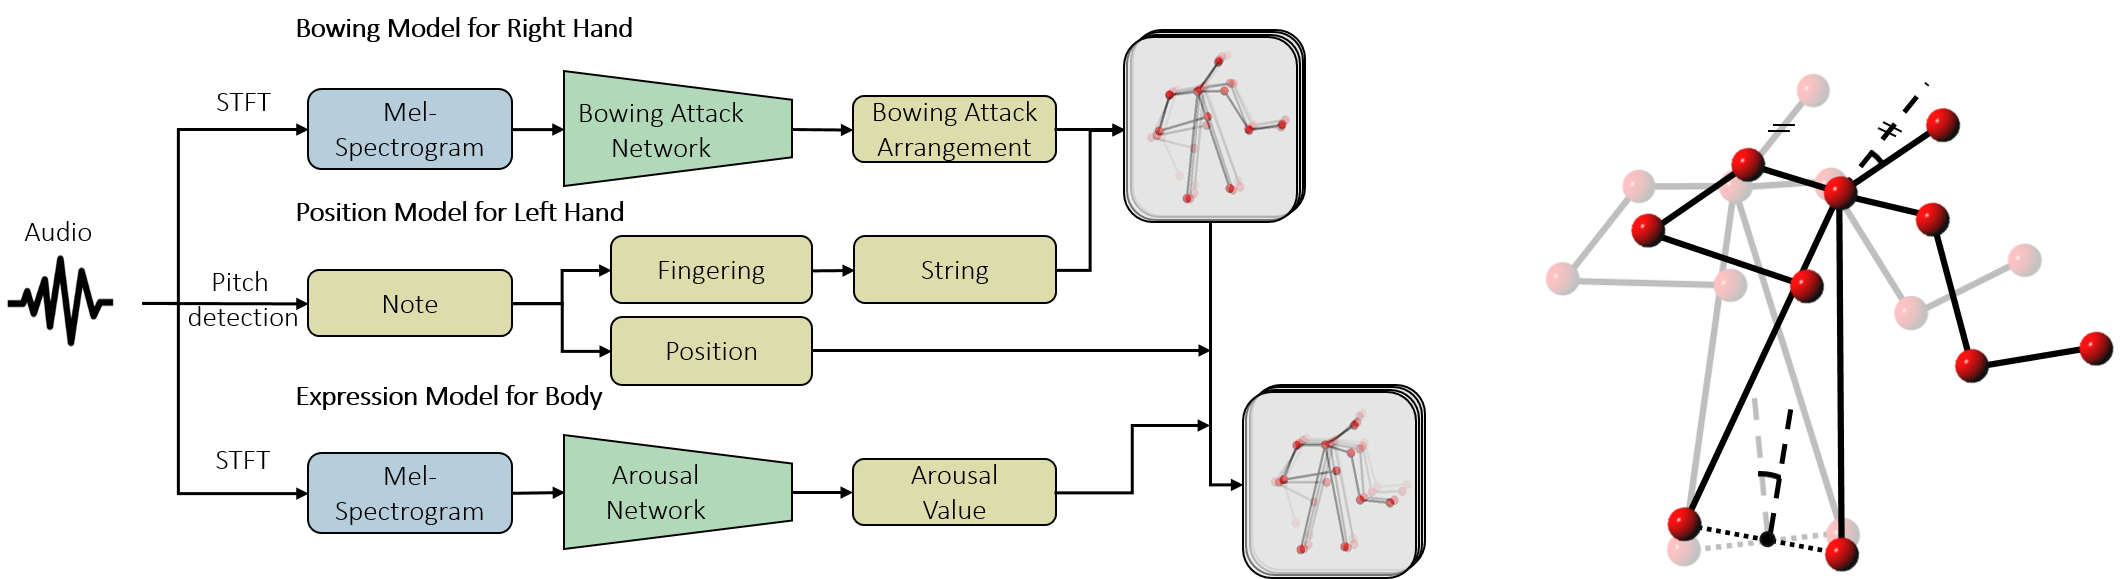 Bowing Model for Right Hand
STFT
Mel-
Spectrogram
Bowing Attack
Network
Bowing Attack
Arrangement
Position Model for Left Hand
Audio
Pitch
detection
Note
Fingering
String
Position
Expression Model for Body
STFT
Mel-
Spectrogram
Arousal
Network
Arousal
Value